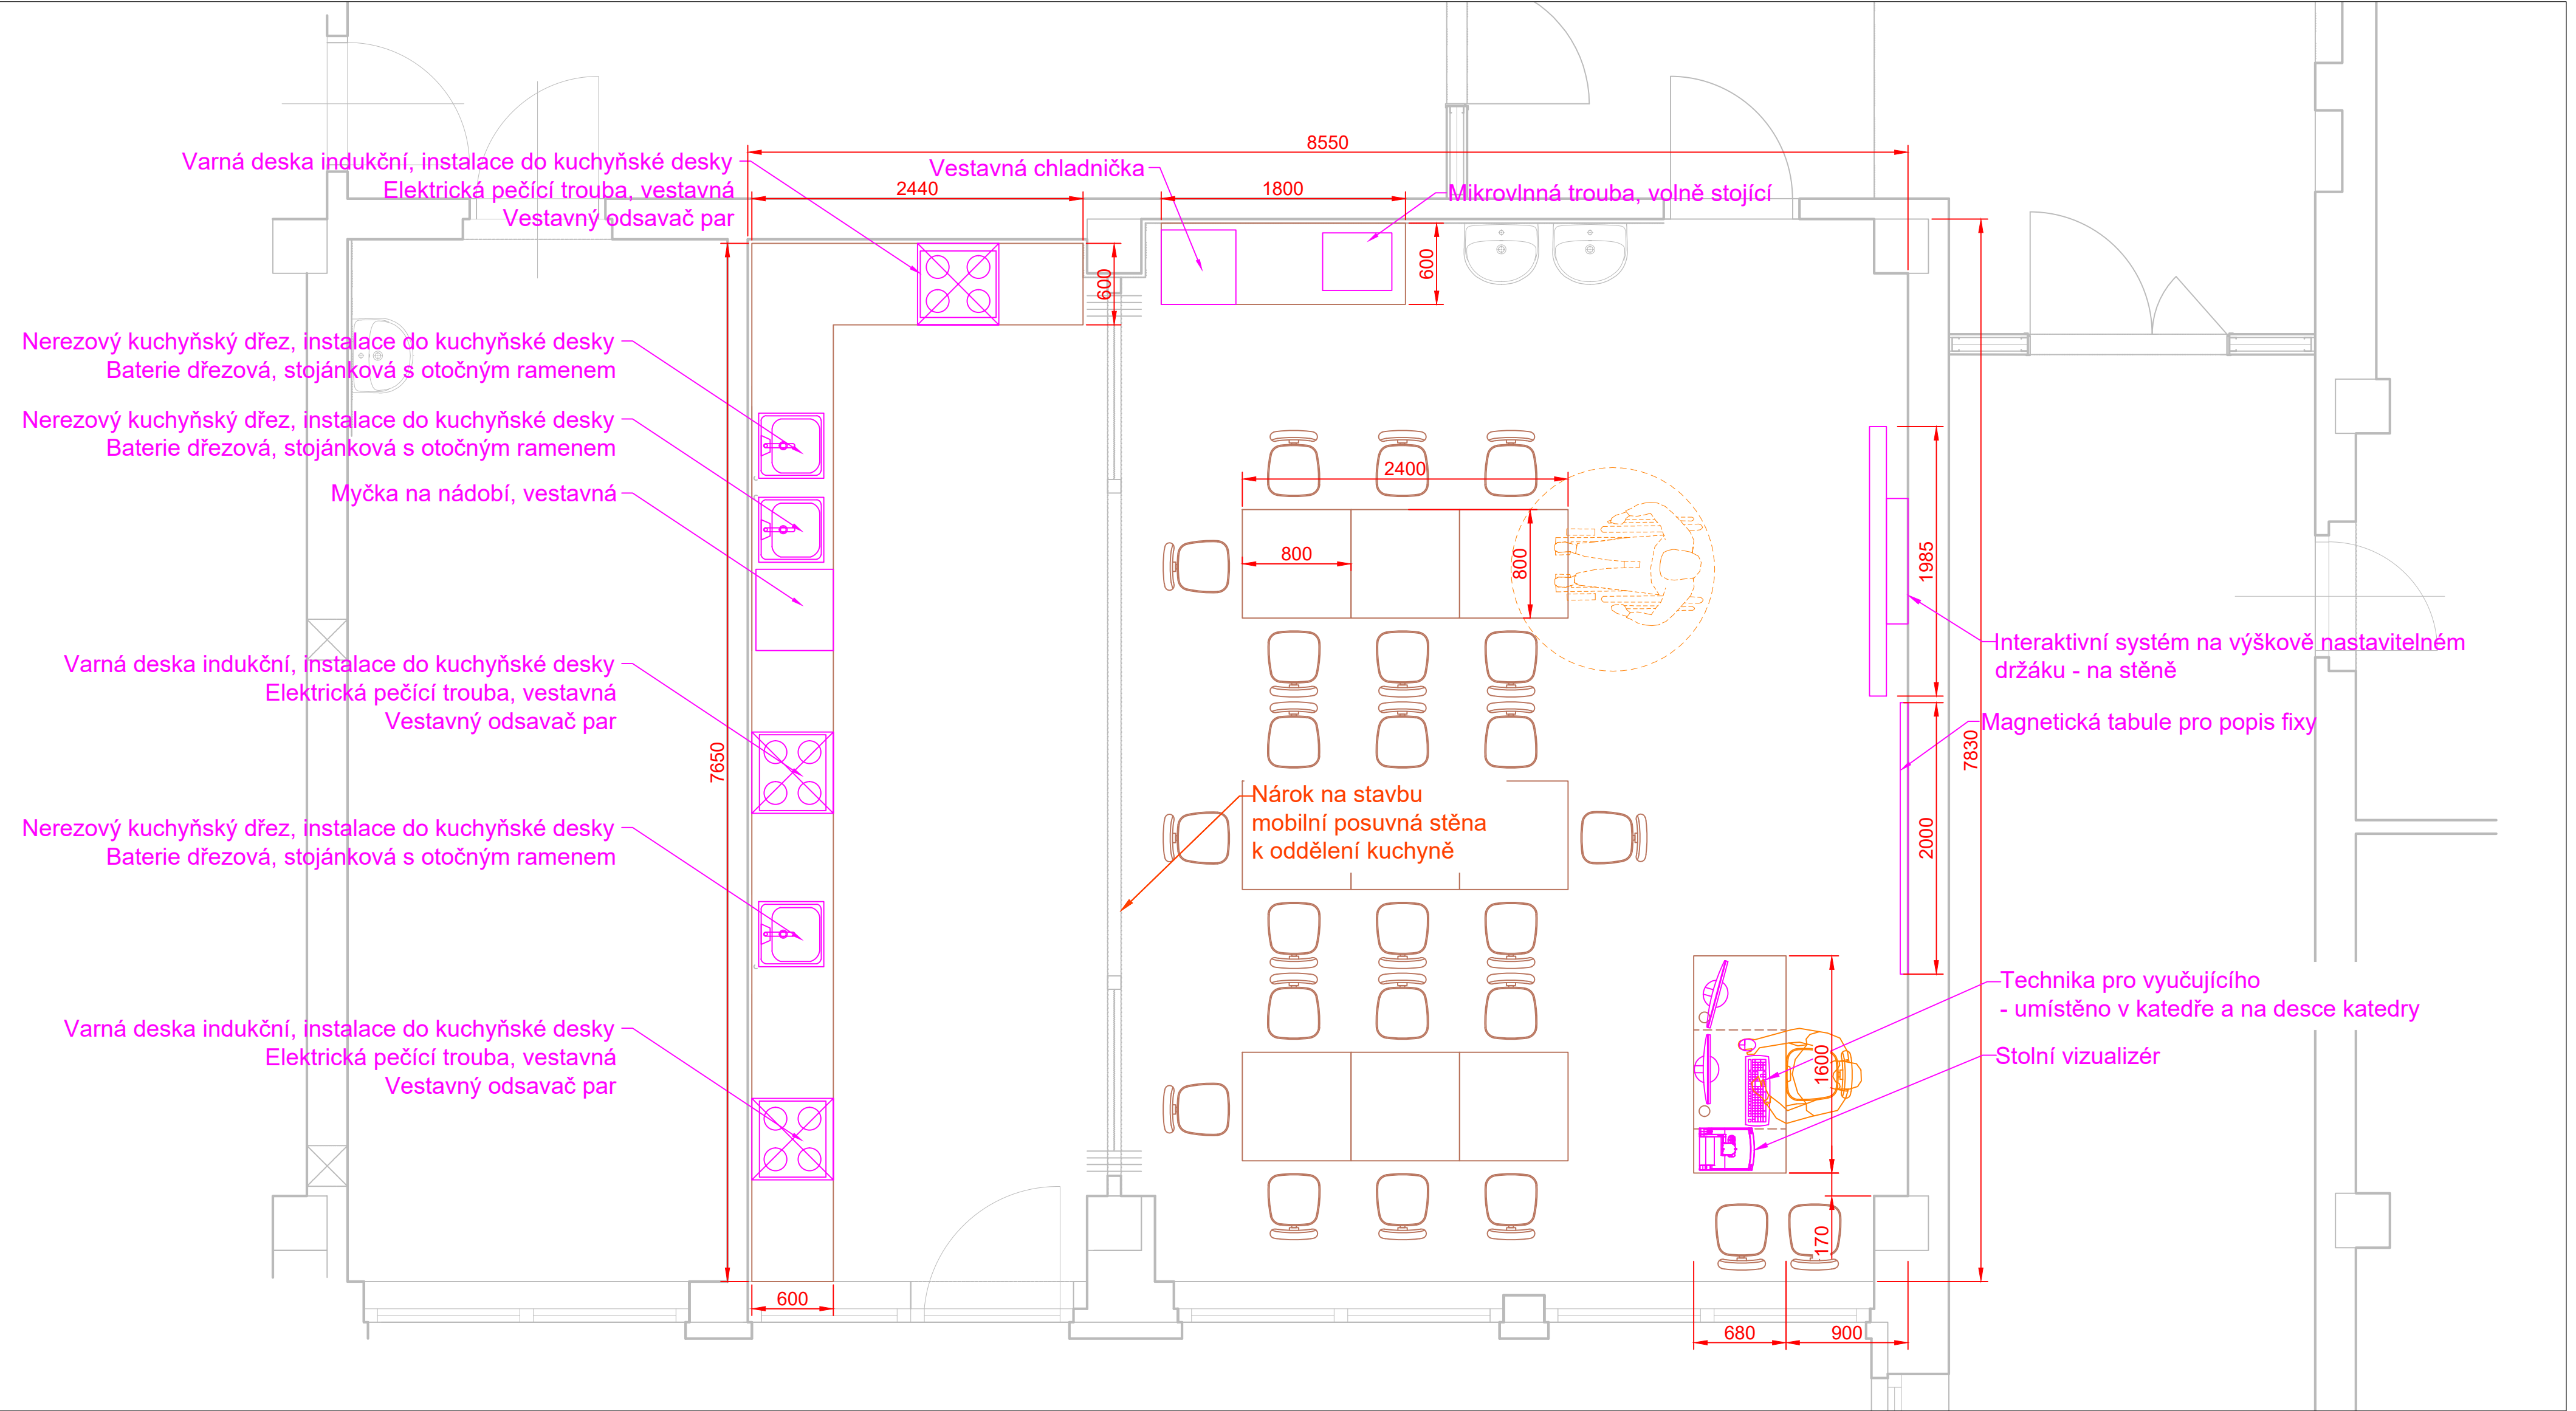 8550
Varná deska indukční, instalace do kuchyňské desky
Elektrická pečící trouba, vestavná
Vestavný odsavač par
2440
Vestavná chladnička
1800
Mikrovlnná trouba, volně stojící
600
600
Nerezový kuchyňský dřez, instalace do kuchyňské desky
Baterie dřezová, stojánková s otočným ramenem
Nerezový kuchyňský dřez, instalace do kuchyňské desky
Baterie dřezová, stojánková s otočným ramenem
Myčka na nádobí, vestavná
2400
800
800
1985
Interaktivní systém na výškově nastavitelném
držáku - na stěně
Varná deska indukční, instalace do kuchyňské desky
Elektrická pečící trouba, vestavná
Vestavný odsavač par
Magnetická tabule pro popis fixy
7650
7830
Nárok na stavbu
mobilní posuvná stěna
k oddělení kuchyně
2000
Nerezový kuchyňský dřez, instalace do kuchyňské desky
Baterie dřezová, stojánková s otočným ramenem
Technika pro vyučujícího
- umístěno v katedře a na desce katedry
Varná deska indukční, instalace do kuchyňské desky
Elektrická pečící trouba, vestavná
Vestavný odsavač par
1600
Stolní vizualizér
170
600
680
900